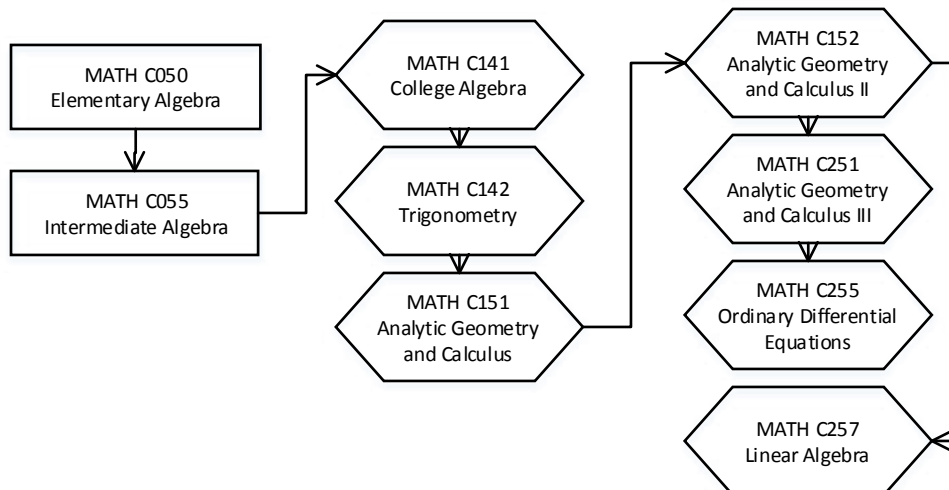 MATH C050
Elementary Algebra
MATH C055
Intermediate Algebra
MATH C141
College Algebra
MATH C142
Trigonometry
MATH C151
Analytic Geometry
and Calculus
MATH C152
Analytic Geometry
and Calculus II
MATH C251
Analytic Geometry
and Calculus III
MATH C255
Ordinary Differential
Equations
MATH C257
Linear Algebra